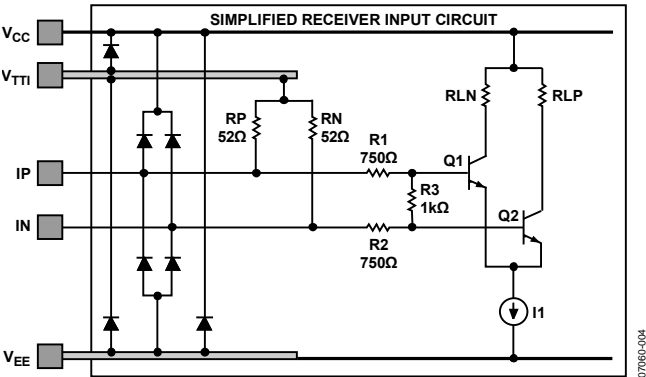 SIMPLIFIED RECEIVER INPUT CIRCUIT
VCC
VTTI
RLN
RLP
RP
52Ω
RN
52Ω
R1
750Ω
Q1
IP
R3
1kΩ
IN
Q2
R2
750Ω
I1
VEE
07060-004